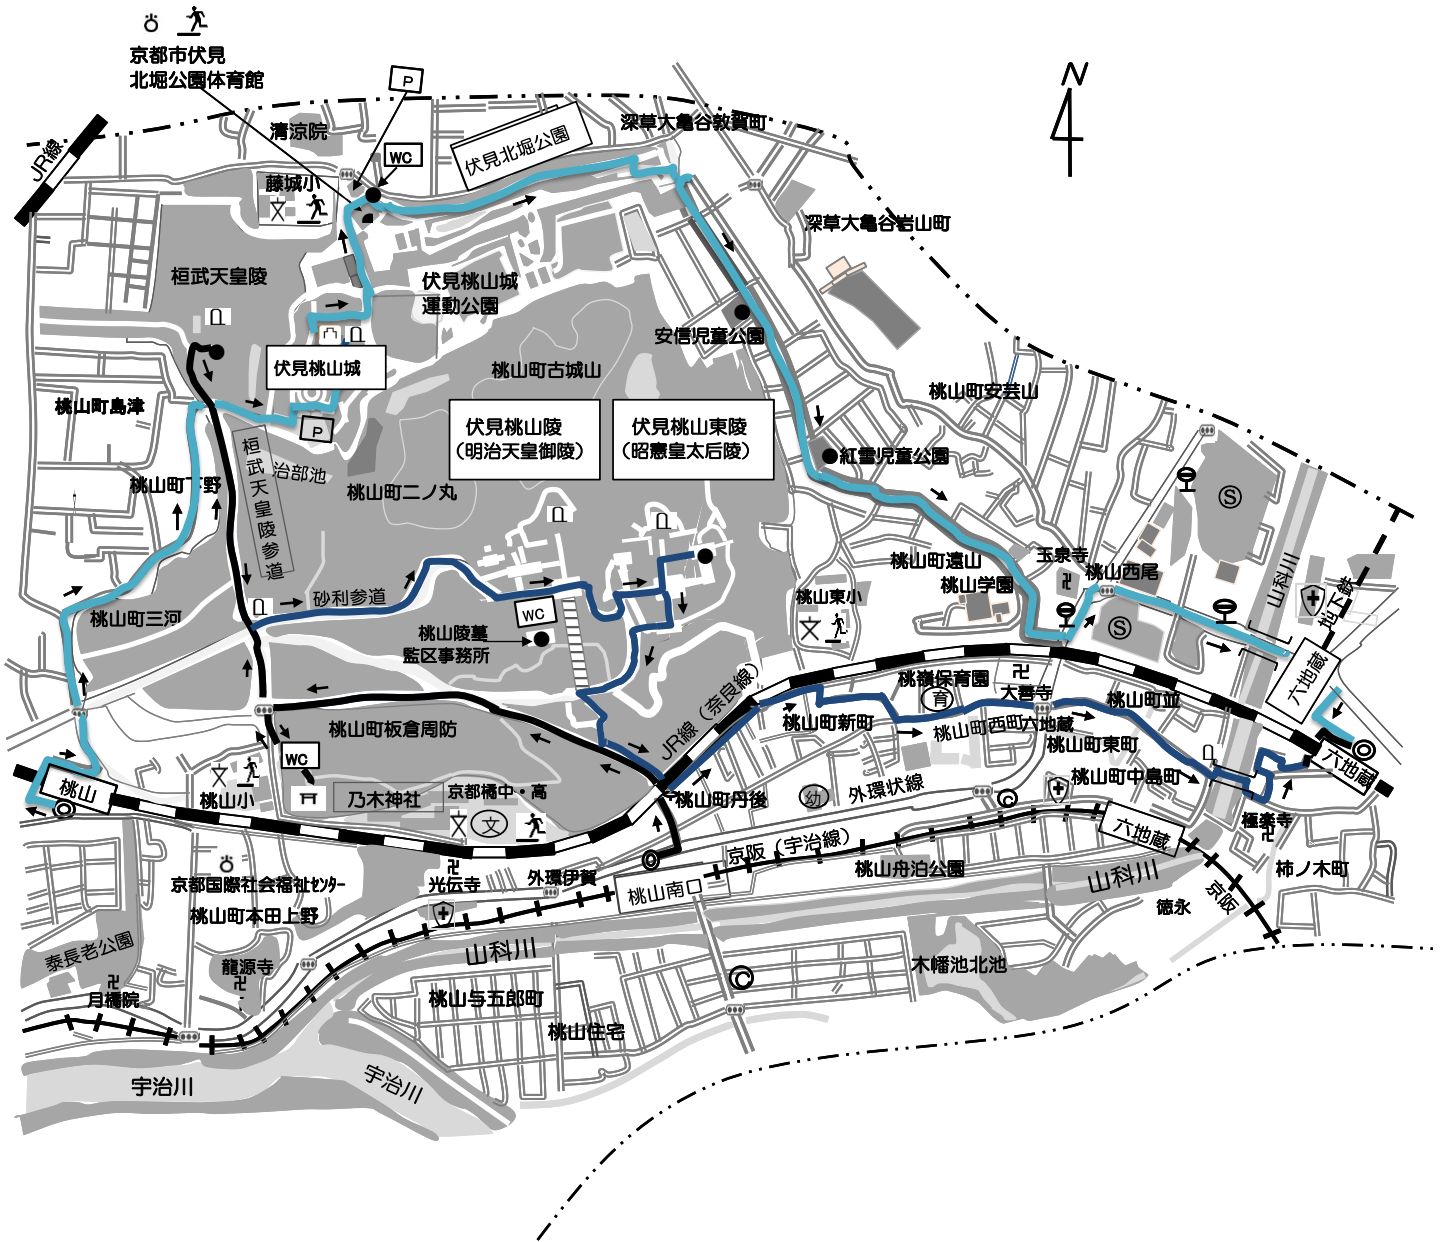 京都市伏見
北堀公園体育館
P
N
JR線
清涼院
WC
伏見北堀公園
深草大亀谷敦賀町
藤城小
文
深草大亀谷岩山町
桓武天皇陵
伏見桃山城
運動公園
安信児童公園
伏見桃山城
桃山町古城山
桃山町安芸山
桃山町島津
P
伏見桃山陵
(明治天皇御陵)
伏見桃山東陵
(昭憲皇太后陵)
桓武天皇陵参道
治部池
紅雪児童公園
桃山町下野
桃山町二ノ丸
S
玉泉寺
桃山町遠山
桃山西尾
山科川
地下鉄
桃山学園
砂利参道
桃山東小
文
WC
桃山町三河
桃山陵墓
監区事務所
S
六地蔵
JR線(奈良線)
桃嶺保育園
育
大善寺
桃山町並
桃山町板倉周防
桃山町新町
桃山町西町
六地蔵
桃山町東町
WC
六地蔵
桃山
文
桃山小
乃木神社
京都橘中・高
文
文
桃山町丹後
幼
外環状線
桃山町中島町
六地蔵
極楽寺
京阪(宇治線)
桃山舟泊公園
柿ノ木町
京都国際社会福祉センター
光伝寺
外環伊賀
桃山南口
山科川
京阪
徳永
桃山町本田上野
泰長老公園
龍源寺
山科川
木幡池北池
月橋院
桃山与五郎町
桃山住宅
宇治川
宇治川